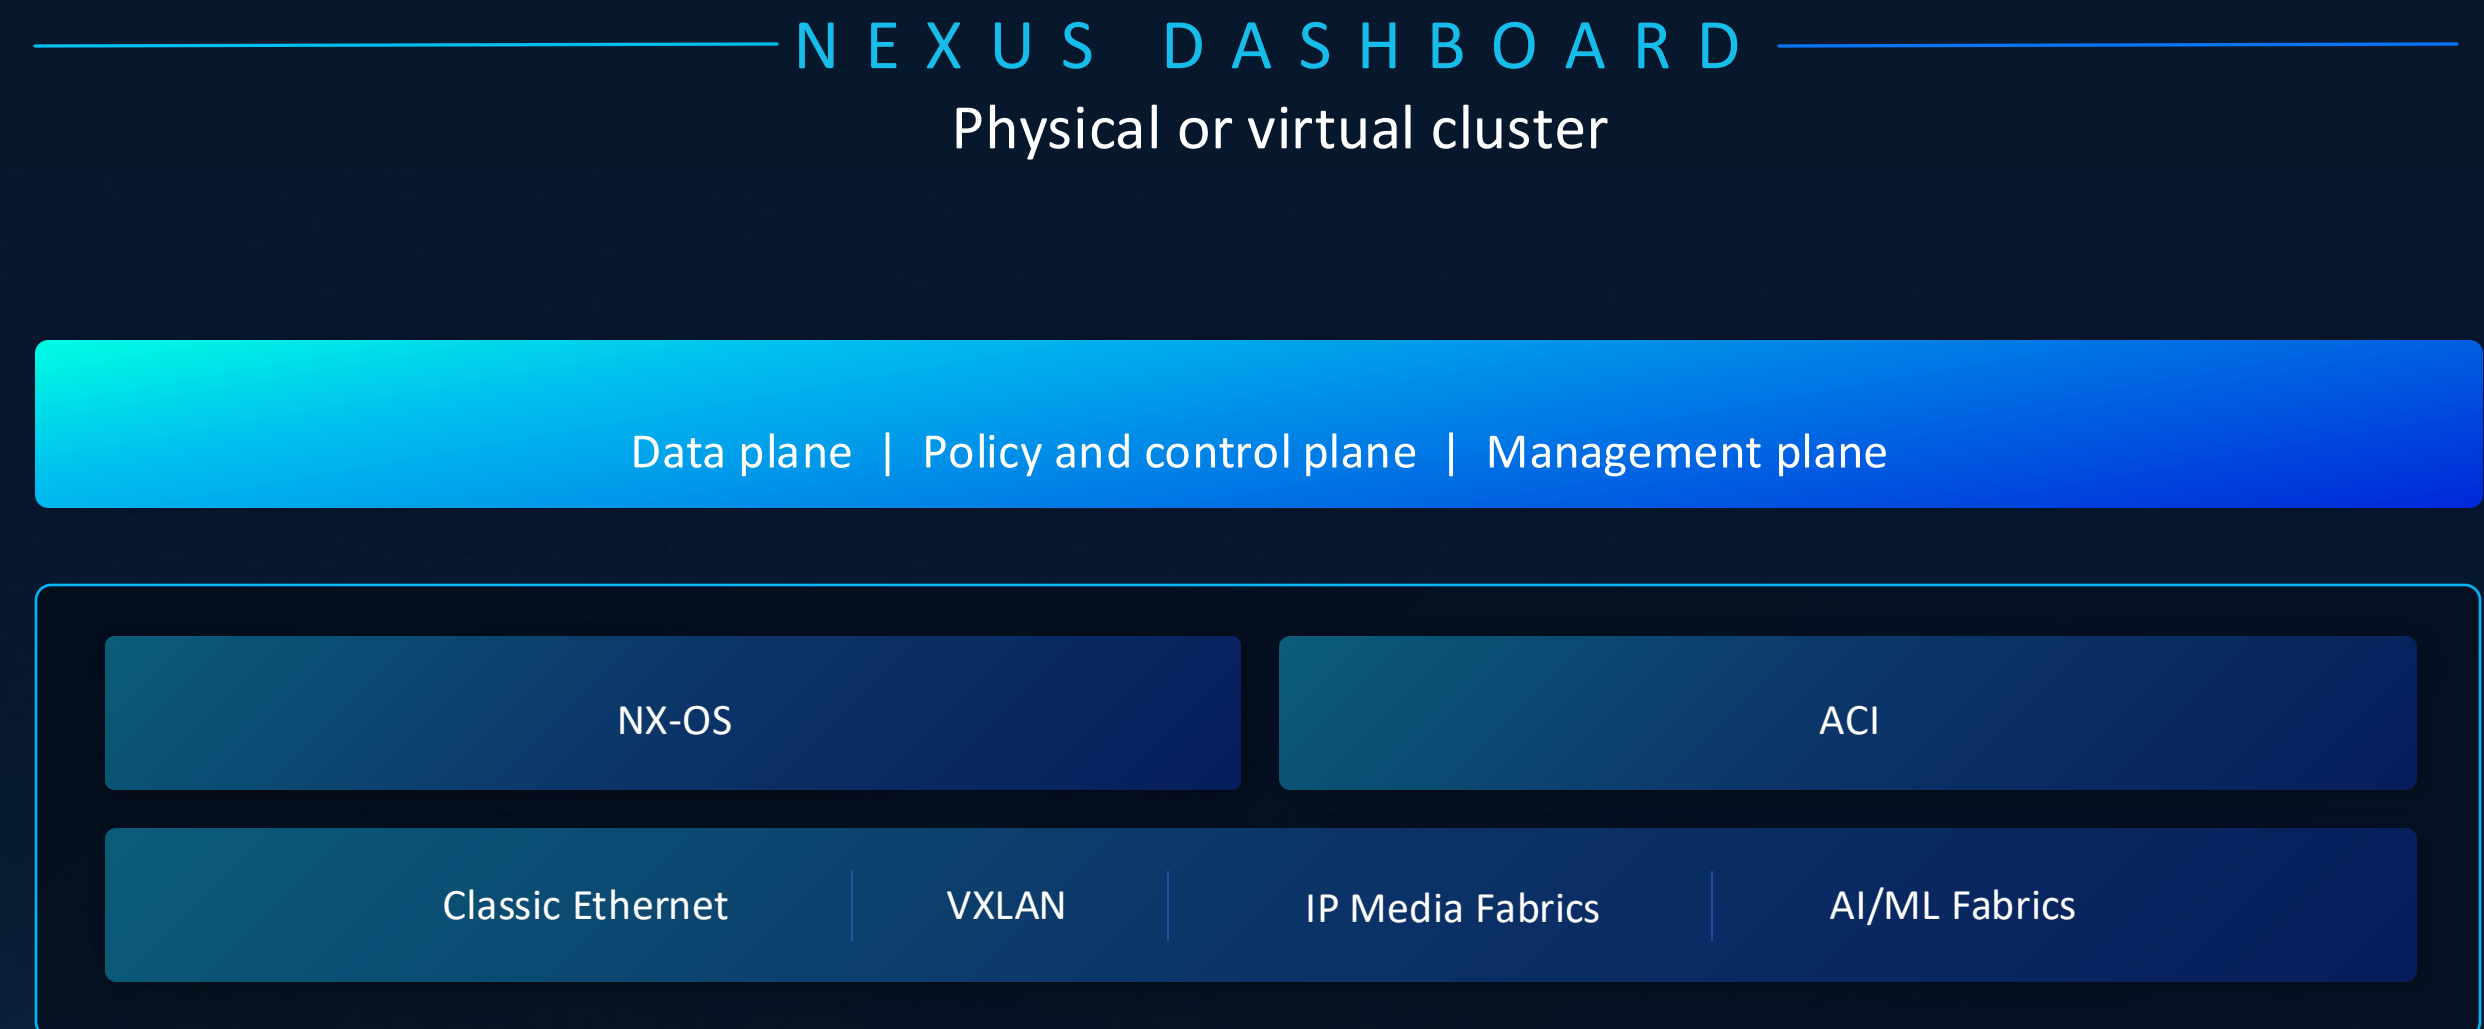 NEXUS DASHBOARD
Physical or virtual cluster
Data plane | Policy and control plane | Management plane
NX-OS
ACI
Classic Ethernet
VXLAN
IP Media Fabrics
AI/ML Fabrics